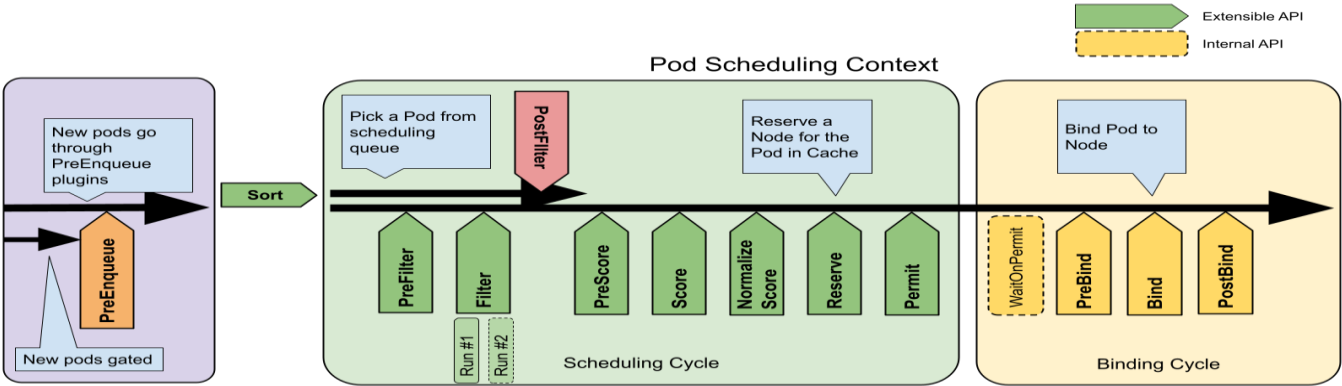 Extensible API
Internal API
Pod Scheduling Context
New pods go
through
PreEnqueue
plugins
PreEnqueue
New pods gated
Sort
Pick a Pod from
scheduling
queue
PostFIlter
Reserve a
Node for the
Pod in Cache
PreFilter
Filter
Run #1
Run #2
PreScore
Score
Normalize
Score
Reserve
Permit
Scheduling Cycle
Bind Pod to
Node
WaitOnPermit
PreBind
Bind
PostBind
Binding Cycle